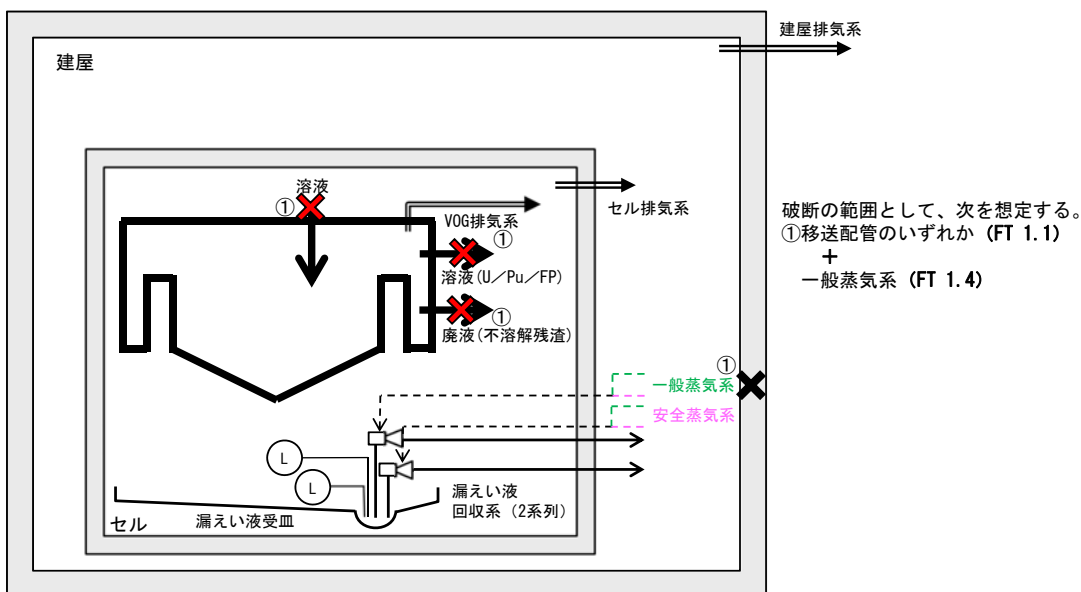 建屋排気系
建屋
溶液
①
セル排気系
VOG排気系
①
溶液(U/Pu/FP)
①
廃液(不溶解残渣)
破断の範囲として、次を想定する。
①移送配管のいずれか (FT 1.1)
+
一般蒸気系 (FT 1.4)
①
一般蒸気系
安全蒸気系
L
L
漏えい液
回収系(2系列)
漏えい液受皿
セル